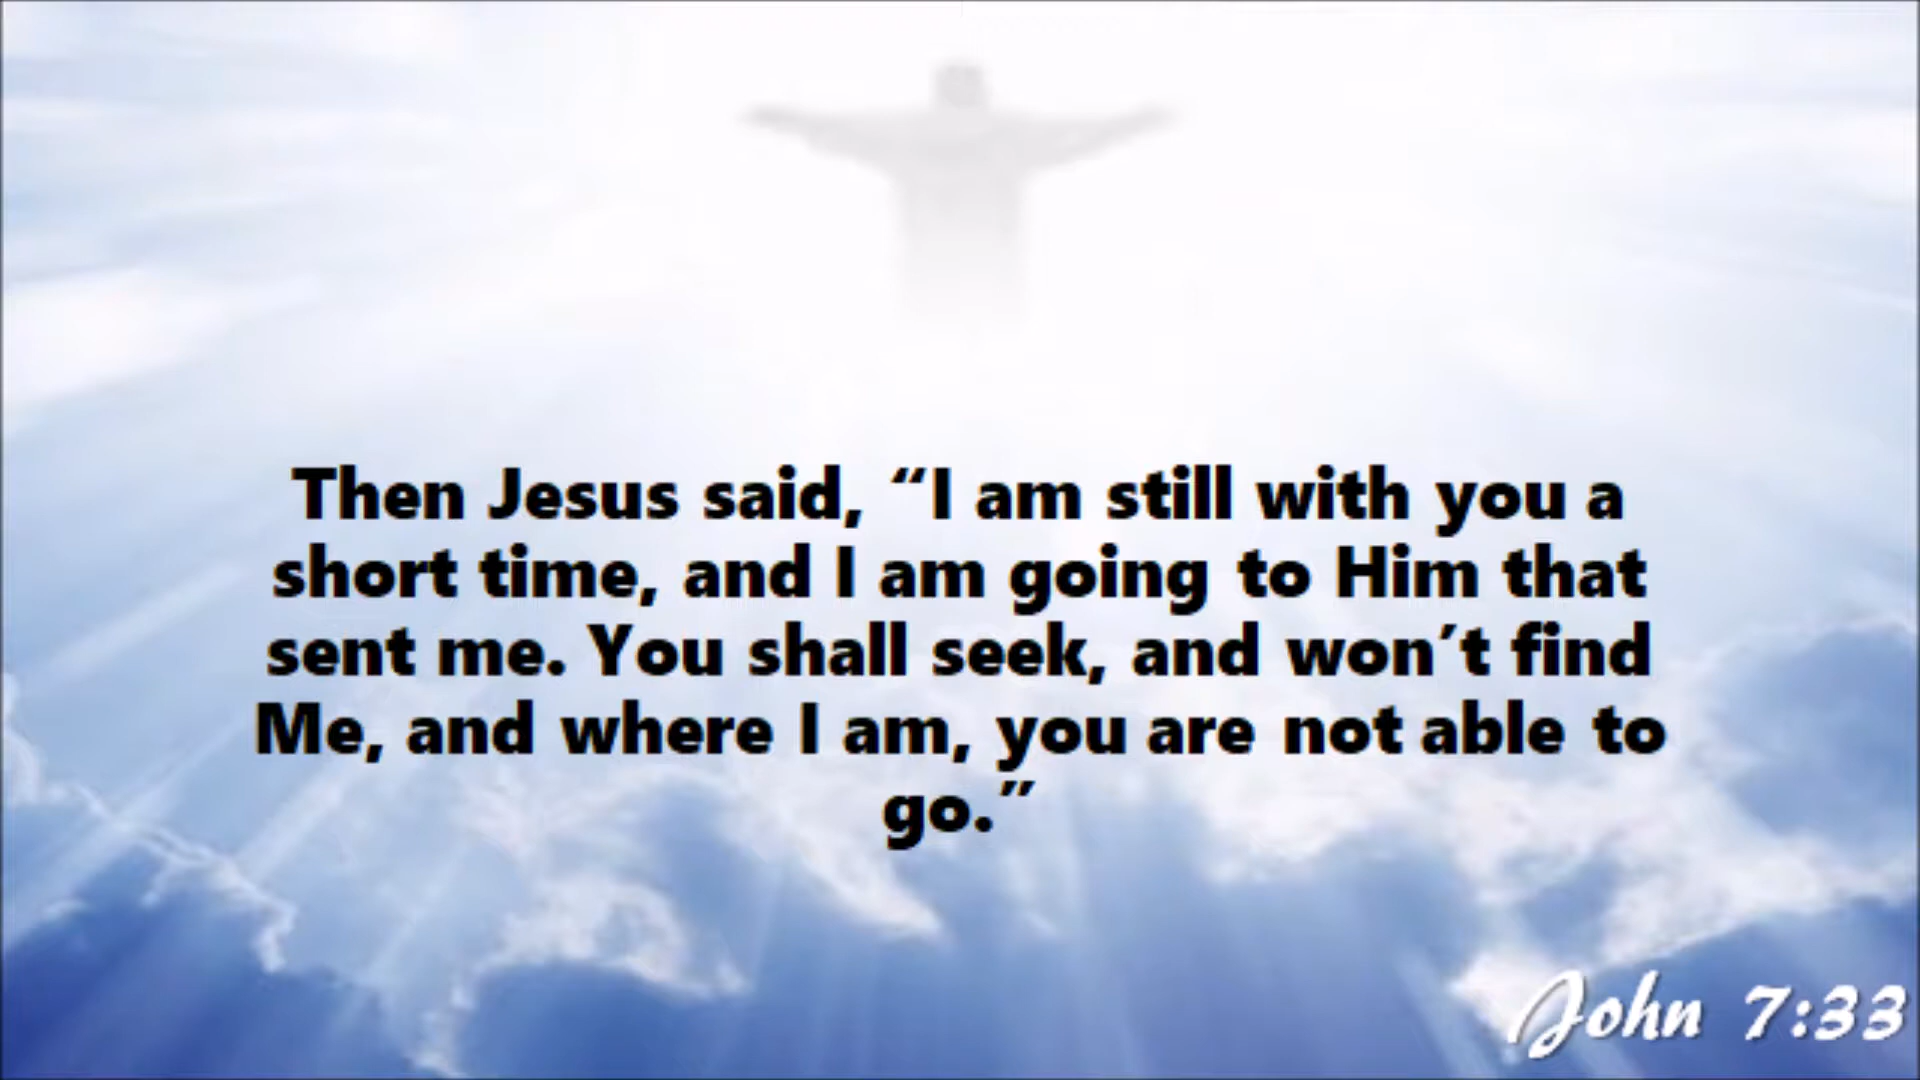 Then Jesus said, “I am still with you a
short time, and I am going to Him that
sent me. You shall seek, and won’t find
Me, and where I am, you are not able to
go.”
John 7:33